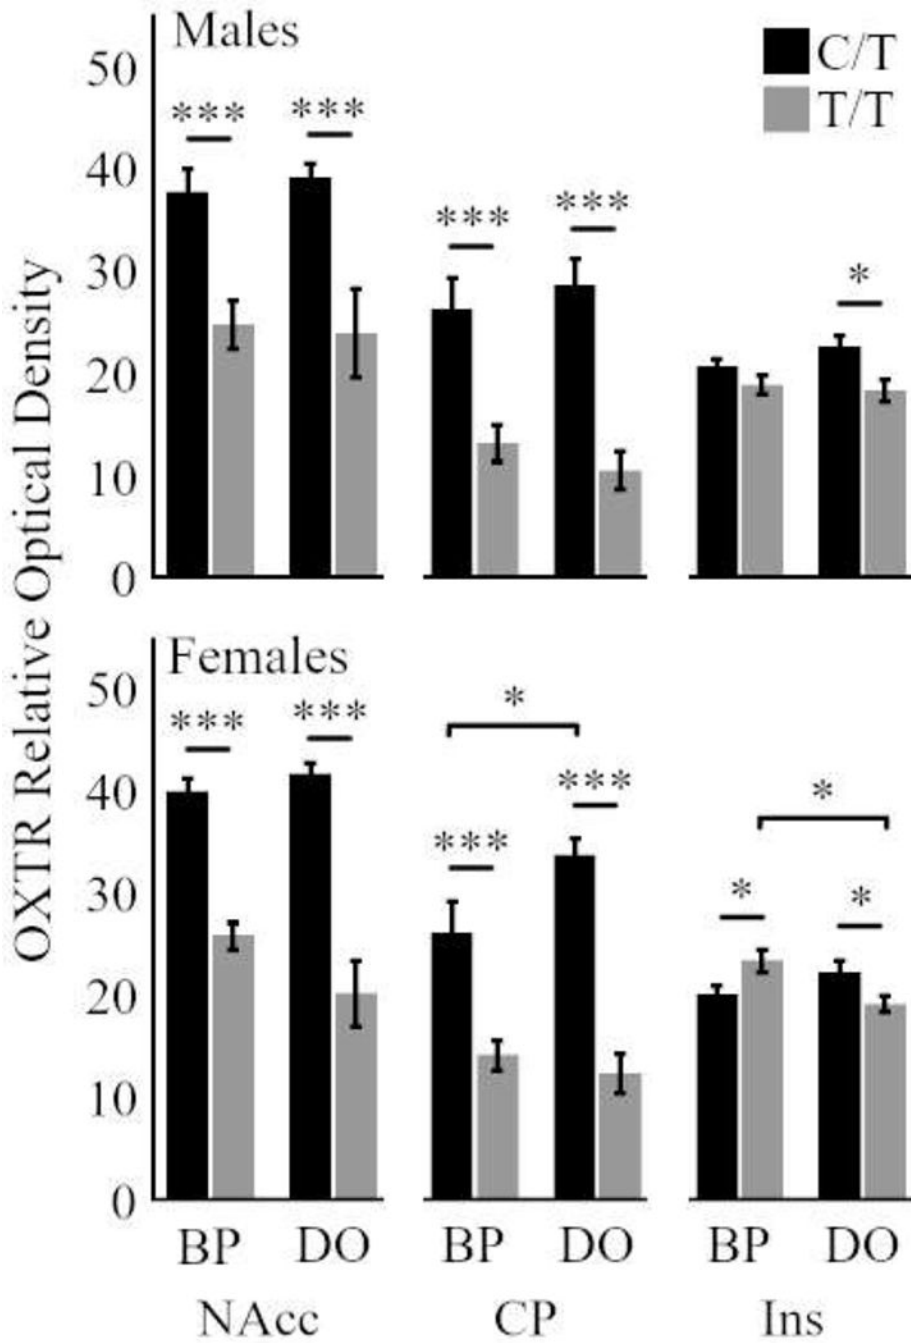 Males
C/T
T/T
50
40
30
20
10
0
*** ***
*** ***
*
OXTR Relative Optical Density
Females
50
40
30
20
10
0
*** ***
*
*** ***
*
* *
BP DO BP DO BP DO
NAcc CP Ins